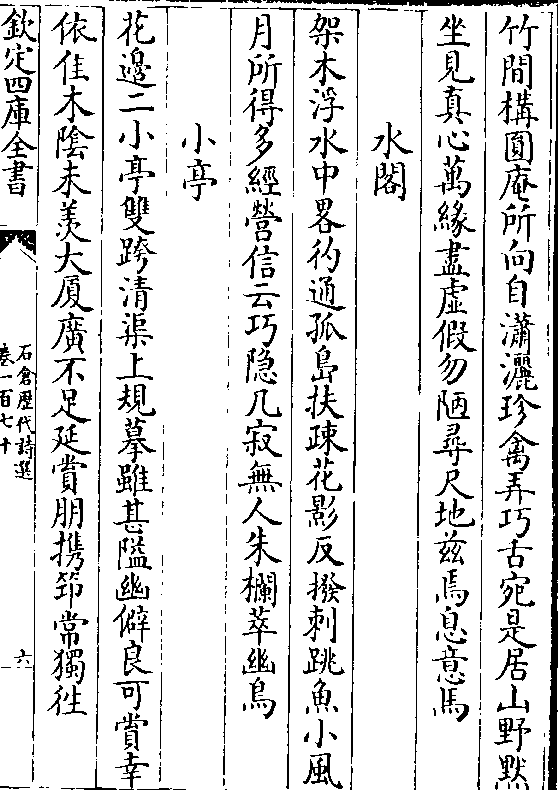 竹間構圓庵所向自瀟灑珍禽弄巧舌宛是居山野黙
坐見真心萬緣盡虛假勿陋尋尺地兹焉息意馬
水閣
架木浮水中畧彴通孤島扶疎花影反撥剌跳魚小風
月所得多經營信云巧隐几寂無人朱欄萃幽鳥
小亭
花邊二小亭雙跨清渠上規摹雖甚隘幽僻良可賞幸
依佳木陰未羨大厦廣不足延賞朋携笻常獨徃
欽定四庫全書
石倉歷代詩選
卷一百七十
六